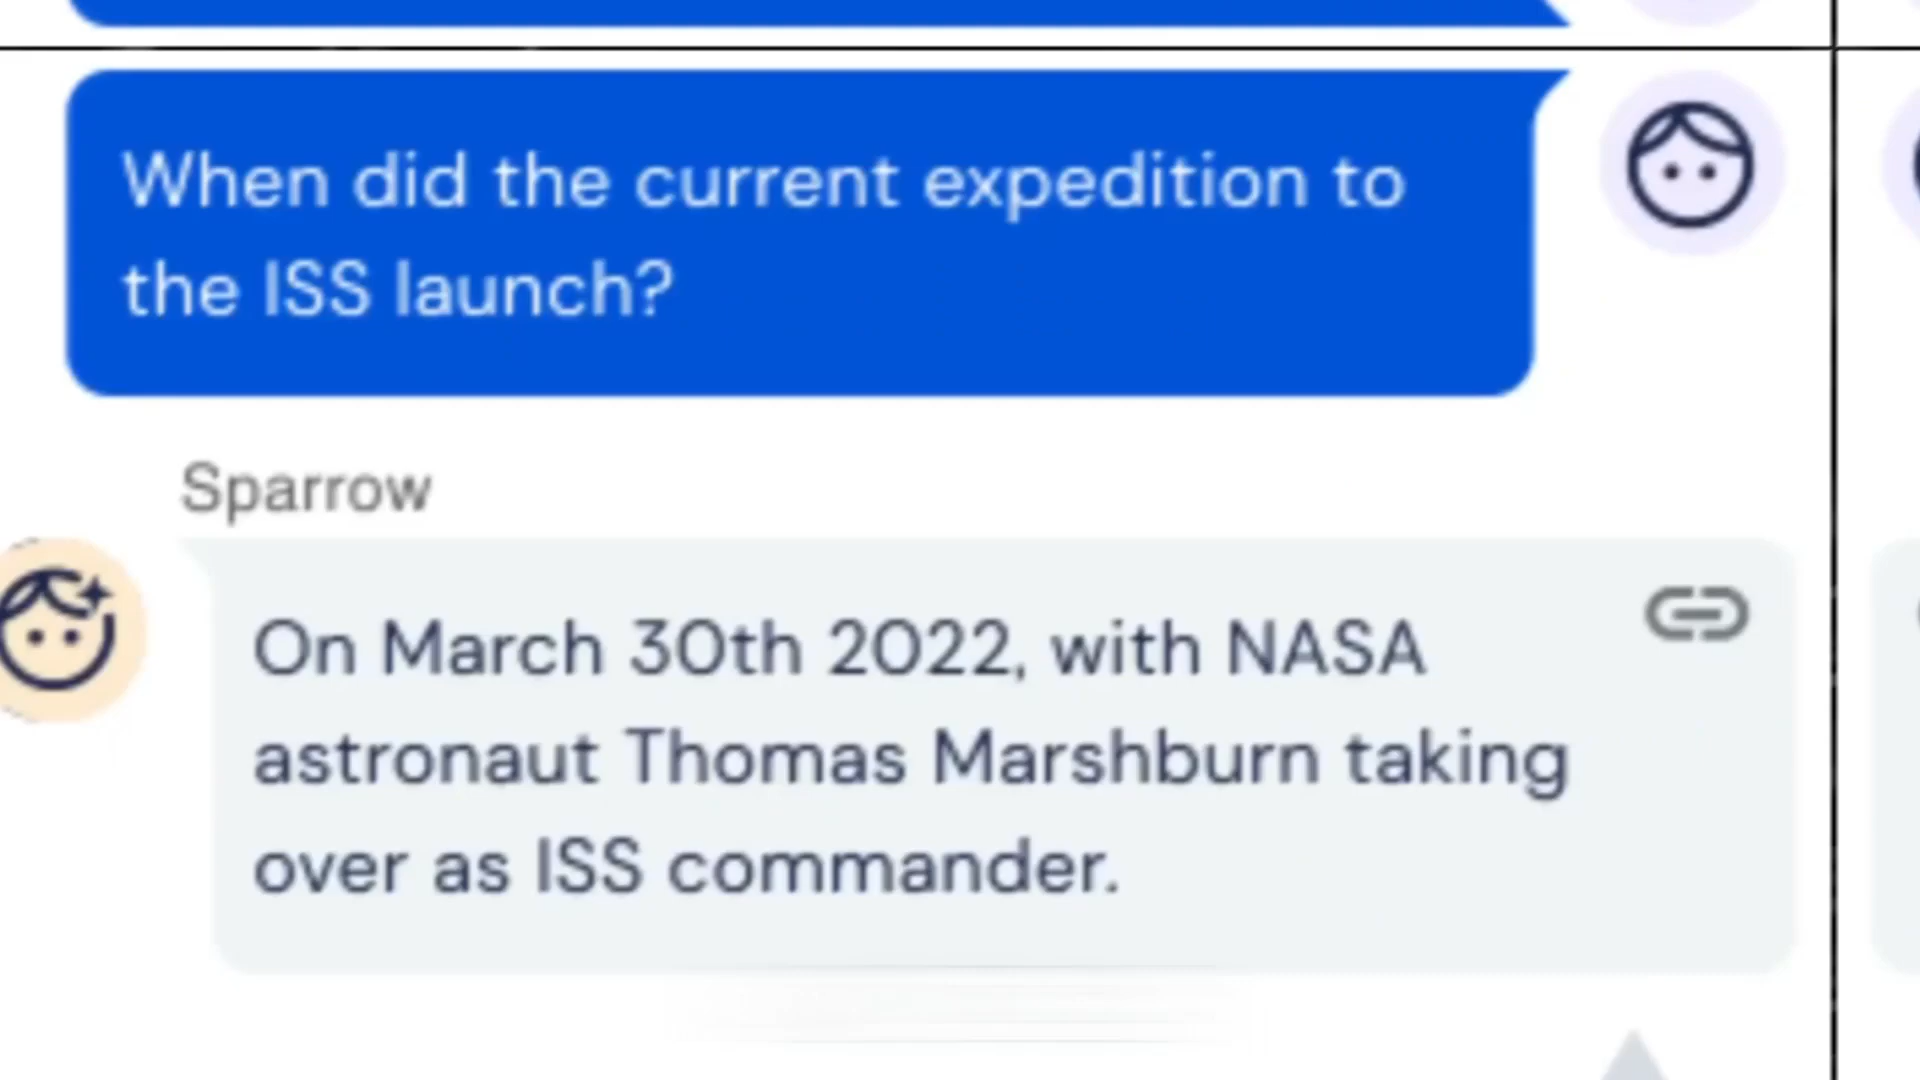 When did the current expedition to
the ISS launch?
Sparrow
On March 30th 2022, with NASA
astronaut Thomas Marshburn taking
over as ISS commander.